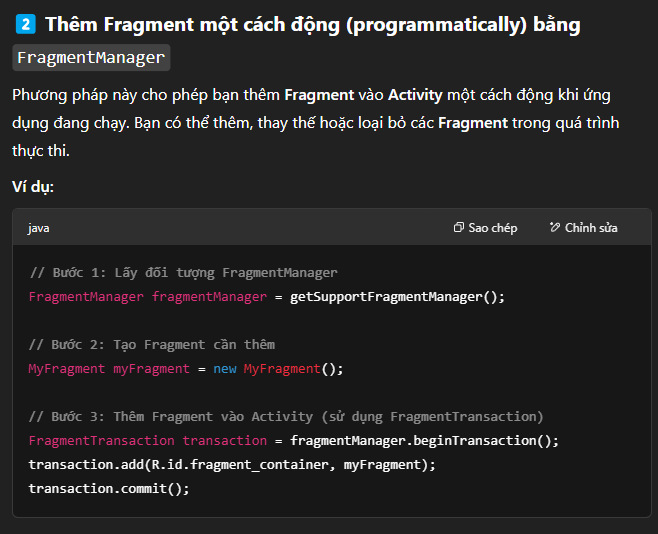 2 Thêm Fragment một cách động (programmatically) bằng
FragmentManager
Phương pháp này cho phép bạn thêm Fragment vào Activity một cách động khi ứng
dụng đang chạy. Bạn có thể thêm, thay thế hoặc loại bỏ các Fragment trong quá trình
thực thi.
Ví dụ:
java Sao chép Chỉnh sửa
// Bước 1: Lấy đối tượng FragmentManager
FragmentManager fragmentManager = getSupportFragmentManager();
// Bước 2: Tạo Fragment cần thêm
MyFragment myFragment = new MyFragment();
// Bước 3: Thêm Fragment vào Activity (sử dụng FragmentTransaction)
FragmentTransaction transaction = fragmentManager.beginTransaction();
transaction.add(R.id.fragment_container, myFragment);
transaction.commit();